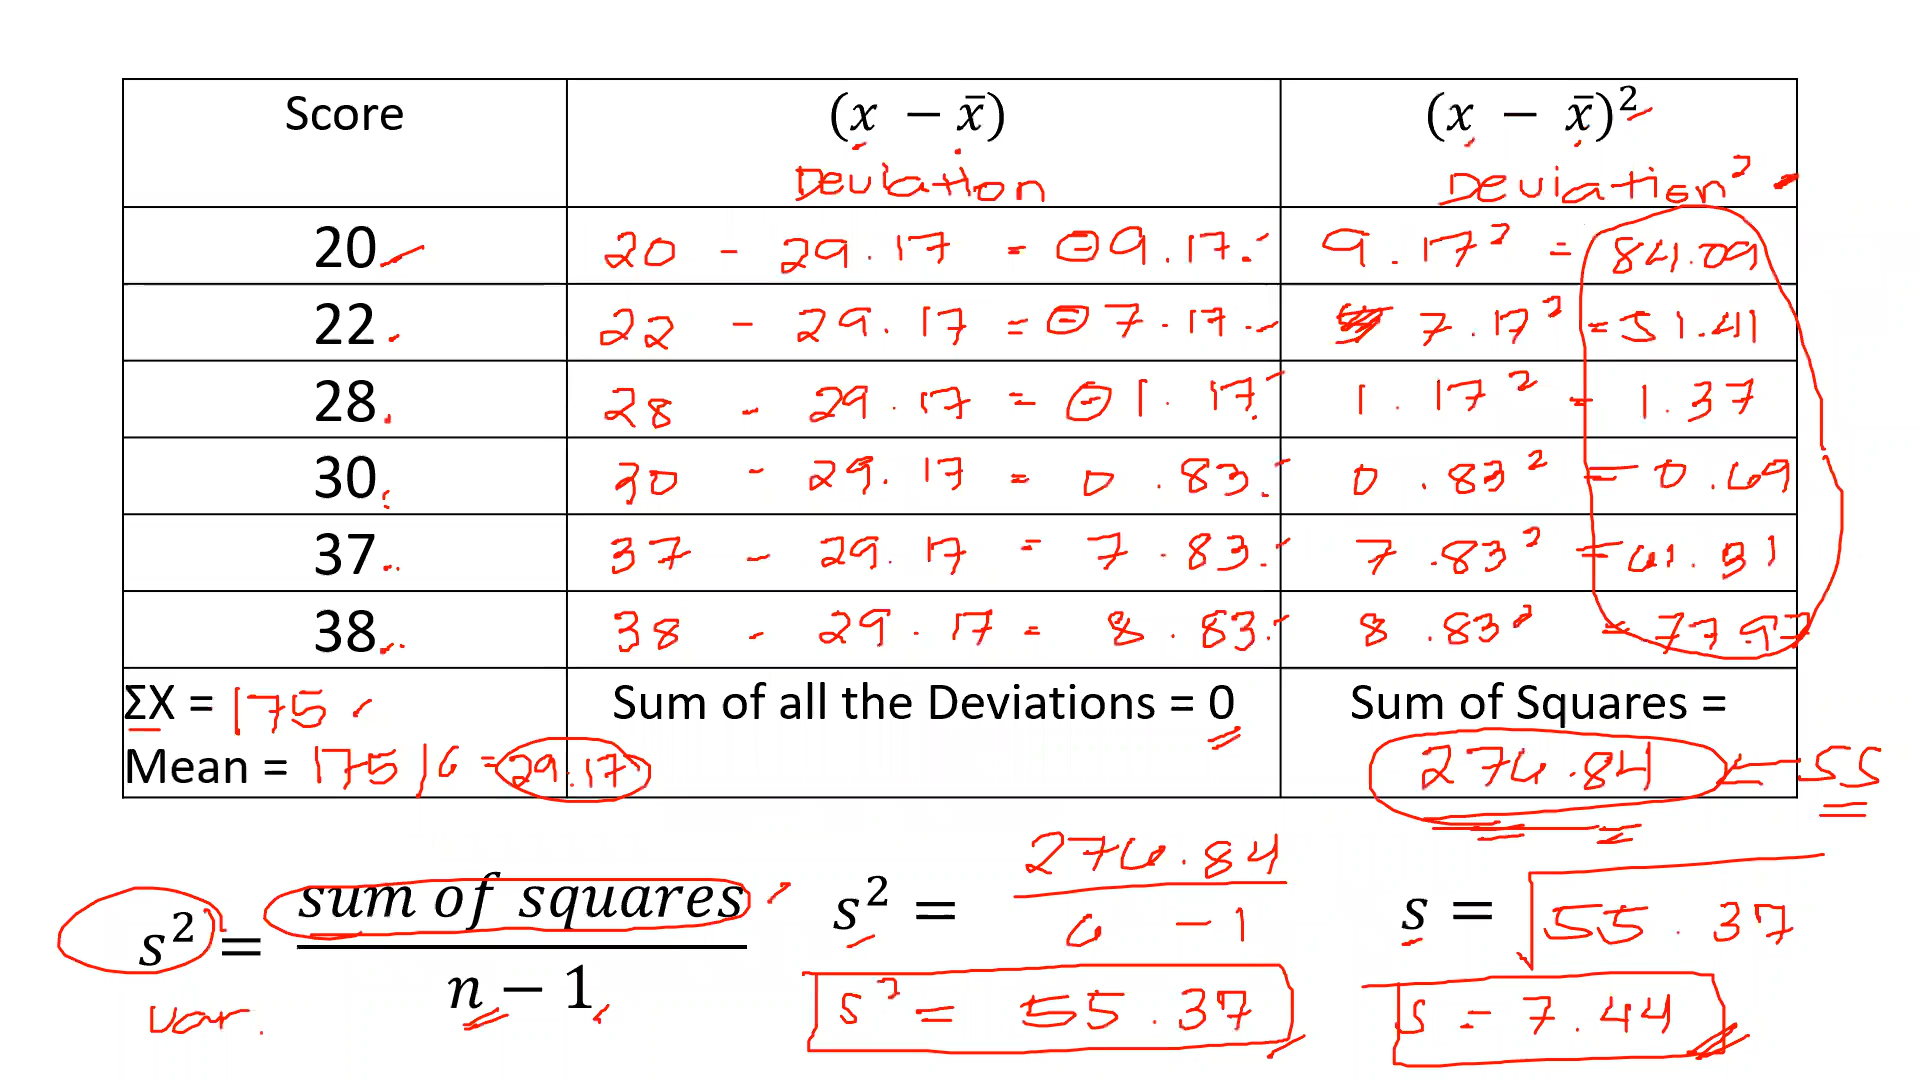 Score (x − x̄) (x − x̄)²
Deviation Deviation²
20 20 - 29.17 = -9.17 9.17² = 84.09
22 22 - 29.17 = -7.17 7.17² = 51.41
28 28 - 29.17 = -1.17 1.17² = 1.37
30 30 - 29.17 = 0.83 0.83² = 0.69
37 37 - 29.17 = 7.83 7.83² = 61.31
38 38 - 29.17 = 8.83 8.83² = 77.97
ΣX = 175 Sum of all the Deviations = 0 Sum of Squares =
Mean = 175/6 = 29.17 276.84 ← SS
s² = sum of squares / n − 1 s² = 276.84 / 6 - 1 s = √55.37
var. s² = 55.37 s = 7.44